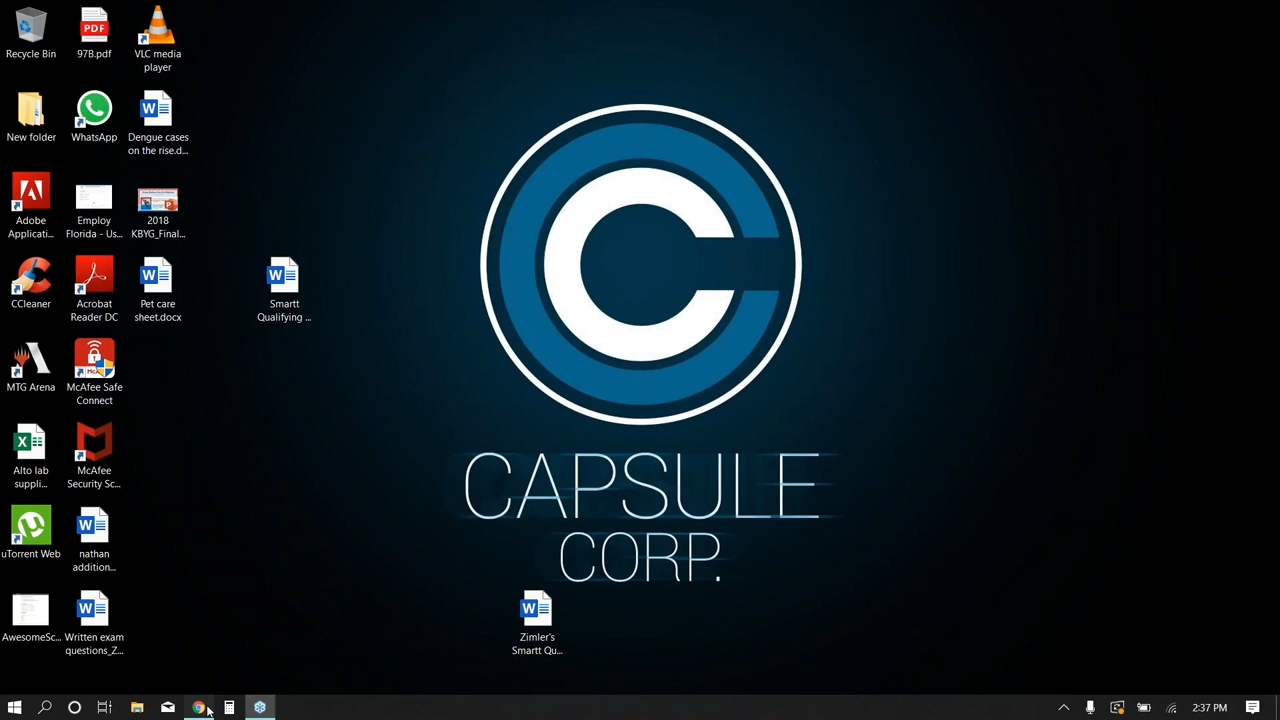 Recycle Bin
978.pdf
VLC media
player
New folder
WhatsApp
Dengue cases
on the rise.d...
Adobe
Applicati...
Employ
Florida - Us...
2018
KBYG_Final...
CCleaner
Acrobat
Reader DC
Pet care
sheet.docx
Smartt
Qualifying ...
MTG Arena
McAfee Safe
Connect
Alto lab
suppli...
McAfee
Security Sc...
uTorrent Web
nathan
addition...
AwesomeSc...
Written exam
questions_Z...
Zimler's
Smartt Qu...
PDF
CAPSULE
CORP.
2:37 PM